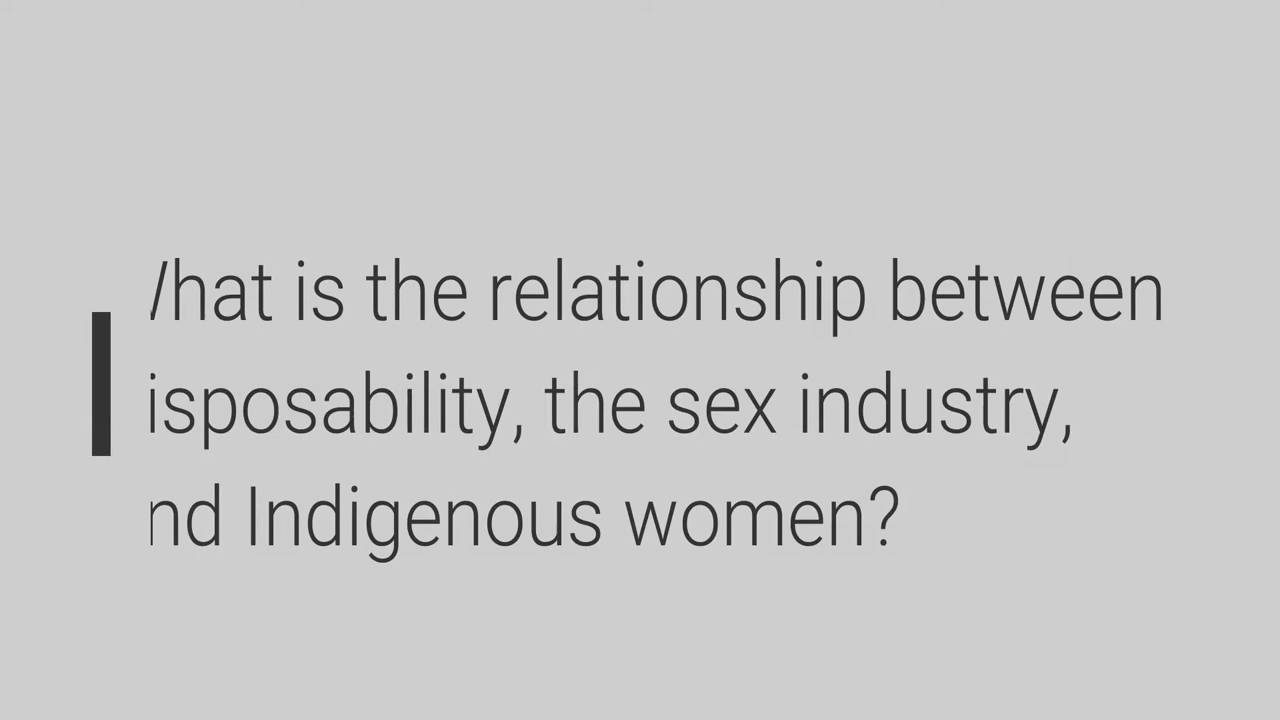 hat is the relationship between
isposability, the sex industry,
nd Indigenous women?